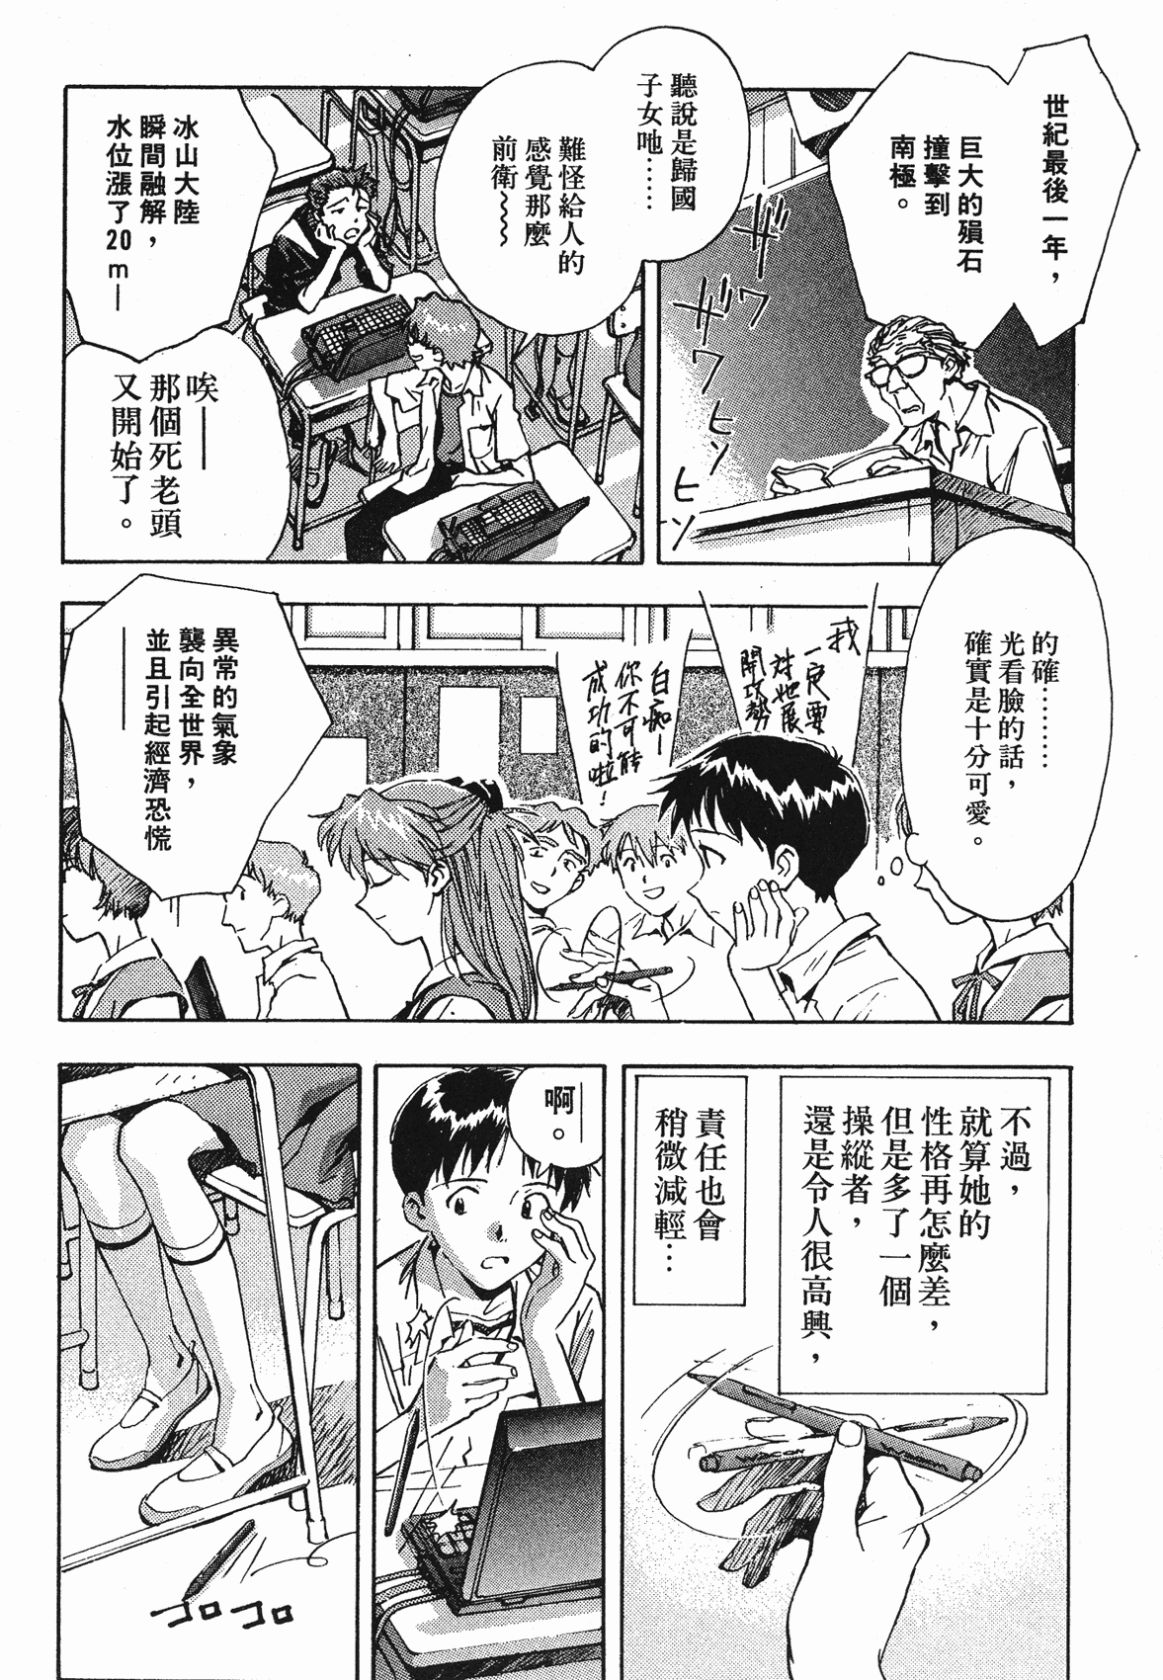 世紀最後一年，
巨大的殞石
撞擊到
南極。
ザワ
ザワ
ヒソ
ヒソ
聽說是歸國
子女吔……
難怪給人的
感覺那麼
前衛～～
冰山大陸
瞬間融解，
水位漲了20m—
唉——
那個死老頭
又開始了。
的確………
光看臉的話，
確實是十分可愛。
我
一定要
對她展
開攻勢
白痴—
你不可能
成功的啦！
異常的氣象
襲向全世界，
並且引起經濟恐慌
——
不過，
就算她的
性格再怎麼差，
但是多了一個
操縱者，
還是令人很高興，
責任也會
稍微減輕…
wacom
wacom
啊。
コロコロ